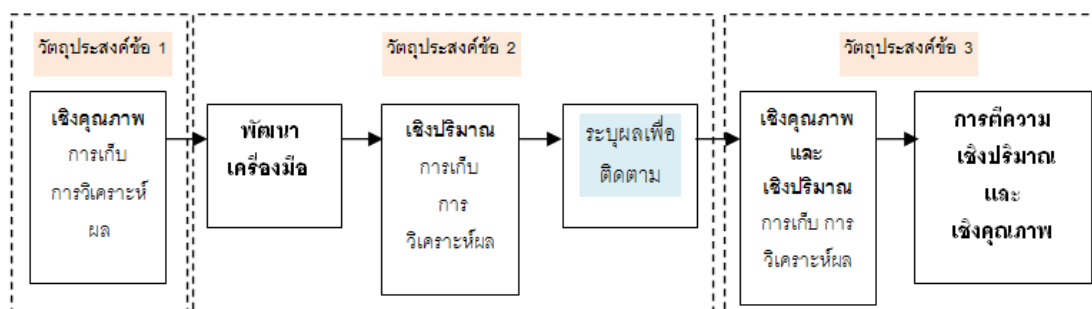 วัตถุประสงค์ข้อ 1
วัตถุประสงค์ข้อ 2
วัตถุประสงค์ข้อ 3
เชิงคุณภาพ
การเก็บ
การวิเคราะห์
ผล
พัฒนา
เครื่องมือ
เชิงปริมาณ
การเก็บ
การ
วิเคราะห์ผล
ระบุผลเพื่อ
ติดตาม
เชิงคุณภาพ
และ
เชิงปริมาณ
การเก็บ การ
วิเคราะห์ผล
การตีความ
เชิงปริมาณ
และ
เชิงคุณภาพ